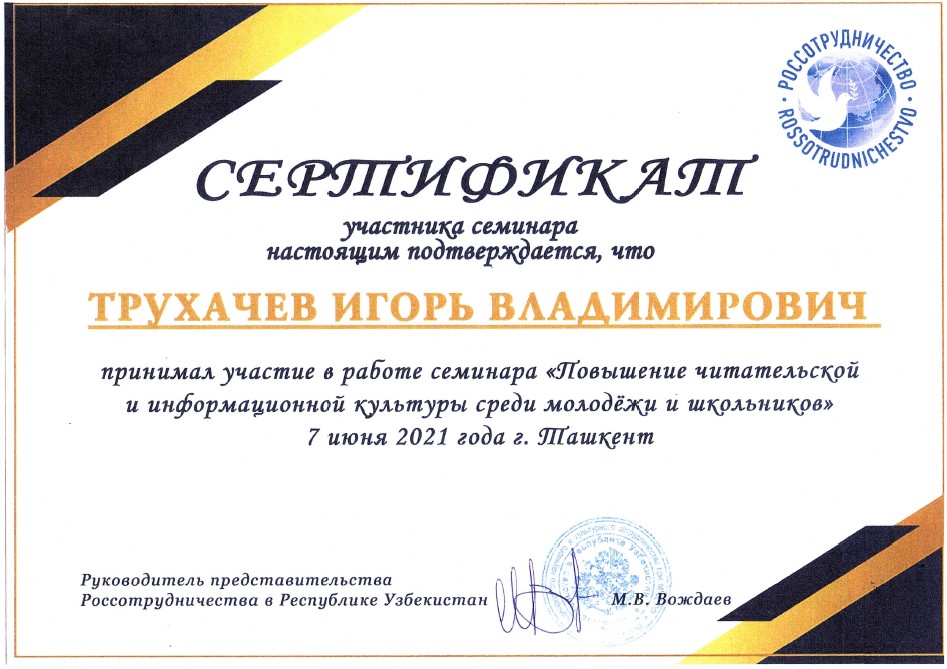 РОССОТРУДНИЧЕСТВО
ROSSOTRUDNICHESTVO
СЕРТИФИКАТ
участника семинара
настоящим подтверждается, что
ТРУХАЧЕВ ИГОРЬ ВЛАДИМИРОВИЧ
принимал участие в работе семинара «Повышение читательской
и информационной культуры среди молодёжи и школьников»
7 июня 2021 года г. Ташкент
Руководитель представительства
Россотрудничества в Республике Узбекистан
М.В. Вождаев